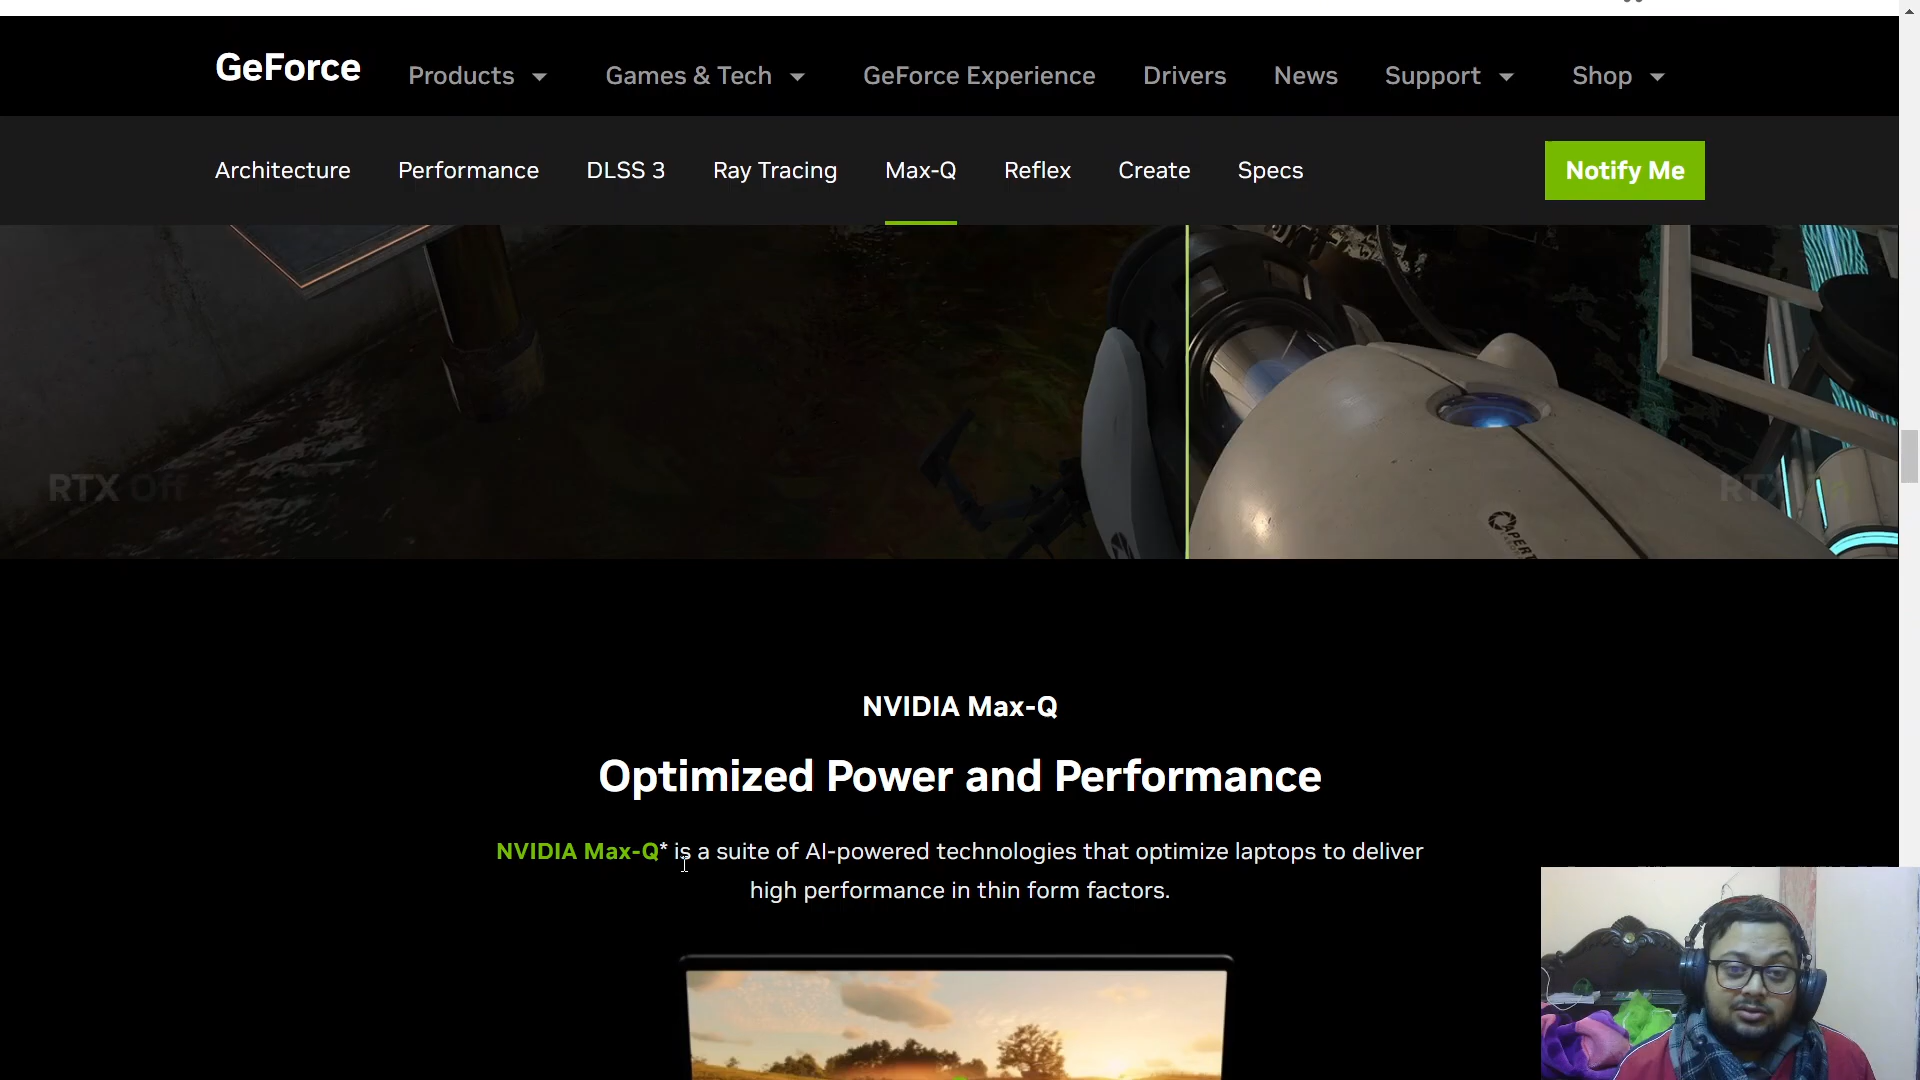 GeForce Products Games & Tech GeForce Experience Drivers News Support Shop
Architecture Performance DLSS 3 Ray Tracing Max-Q Reflex Create Specs Notify Me
RTX Off
NVIDIA Max-Q
Optimized Power and Performance
NVIDIA Max-Q* is a suite of AI-powered technologies that optimize laptops to deliver
high performance in thin form factors.